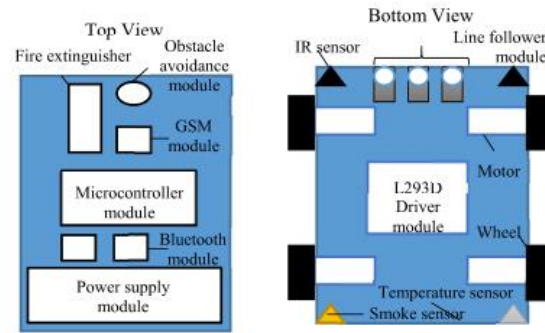 Top View
Fire extinguisher
Obstacle
avoidance
module
GSM
module
Microcontroller
module
Bluetooth
module
Power supply
module
Bottom View
IR sensor
Line follower
module
Motor
L293D
Driver
module
Wheel
Temperature sensor
Smoke sensor